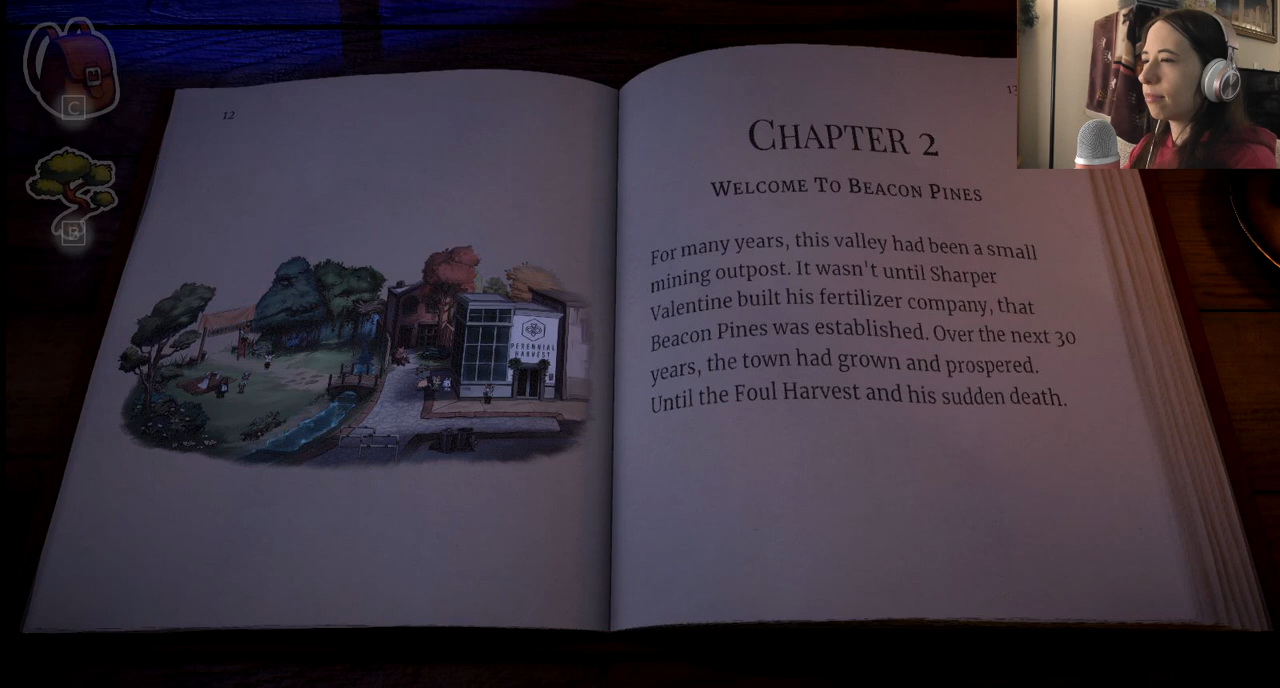 C
B
12
CHAPTER 2
WELCOME TO BEACON PINES
For many years, this valley had been a small
mining outpost. It wasn't until Sharper
Valentine built his fertilizer company, that
Beacon Pines was established. Over the next 30
years, the town had grown and prospered.
Until the Foul Harvest and his sudden death.
PERENNIAL
HARVEST